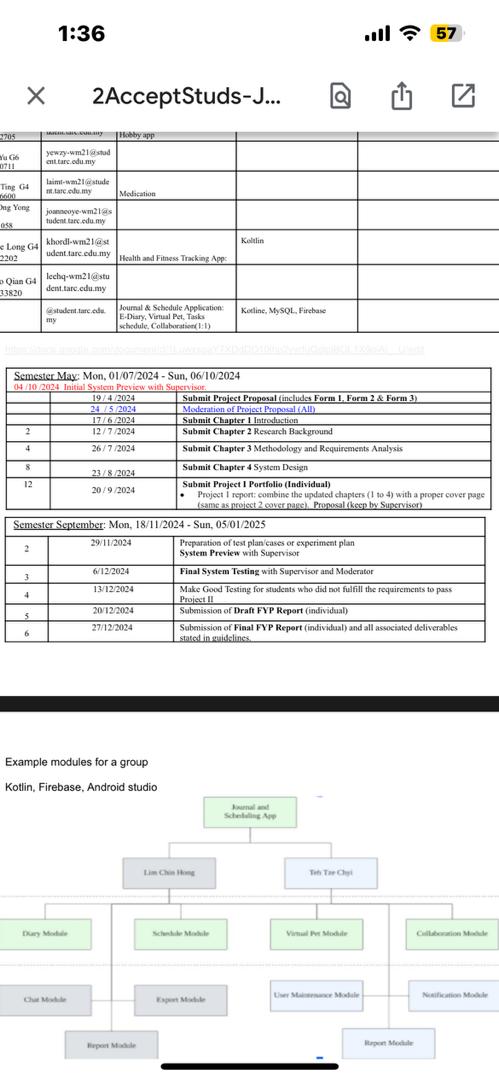 1:36
57
2AcceptStuds-J...
2705
Hobby app
Yu G6
0711
yewzy-wm21@stud
ent.tarc.edu.my
Ting G4
6600
laimt-wm21@stude
nt.tarc.edu.my
Medication
Ong Yong
058
joanneoye-wm21@s
tudent.tarc.edu.my
e Long G4
2202
khordl-wm21@st
udent.tarc.edu.my
Health and Fitness Tracking App:
Koltlin
o Qian G4
33820
leehq-wm21@stu
dent.tarc.edu.my
@student.tarc.edu.
my
Journal & Schedule Application:
E-Diary, Virtual Pet, Tasks
schedule, Collaboration(1:1)
Kotline, MySQL, Firebase
Semester May: Mon, 01/07/2024 - Sun, 06/10/2024
04 /10 /2024 Initial System Preview with Supervisor.
19 / 4 /2024 Submit Project Proposal (includes Form 1, Form 2 & Form 3)
24 / 5 /2024 Moderation of Project Proposal (All)
17 / 6 /2024 Submit Chapter 1 Introduction
2 12 / 7 /2024 Submit Chapter 2 Research Background
4 26 / 7 /2024 Submit Chapter 3 Methodology and Requirements Analysis
8 23 / 8 /2024 Submit Chapter 4 System Design
12 20 / 9 /2024 Submit Project I Portfolio (Individual)
• Project 1 report: combine the updated chapters (1 to 4) with a proper cover page
(same as project 2 cover page). Proposal (keep by Supervisor)
Semester September: Mon, 18/11/2024 - Sun, 05/01/2025
2 29/11/2024 Preparation of test plan/cases or experiment plan
System Preview with Supervisor
3 6/12/2024 Final System Testing with Supervisor and Moderator
4 13/12/2024 Make Good Testing for students who did not fulfill the requirements to pass
Project II
5 20/12/2024 Submission of Draft FYP Report (individual)
6 27/12/2024 Submission of Final FYP Report (individual) and all associated deliverables
stated in guidelines.
Example modules for a group
Kotlin, Firebase, Android studio
Journal and
Scheduling App
Lim Chin Hong
Teh Tze Chyi
Diary Module
Schedule Module
Virtual Pet Module
Collaboration Module
Chat Module
Export Module
User Maintenance Module
Notification Module
Report Module
Report Module